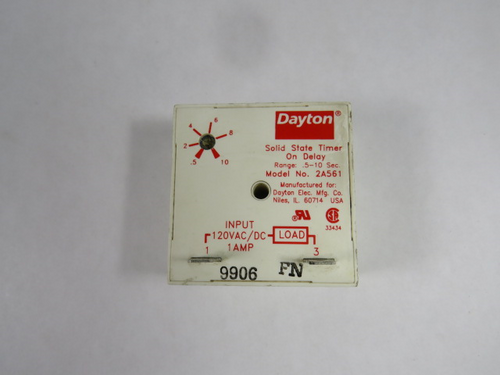 Dayton®
Solid State Timer
On Delay
Range: .5-10 Sec.
Model No. 2A561
Manufactured for:
Dayton Elec. Mfg. Co.
Niles, IL. 60714 USA
2 4 6 8
.5 10
33434
INPUT
120VAC/DC LOAD
1 1AMP 3
9906 FN